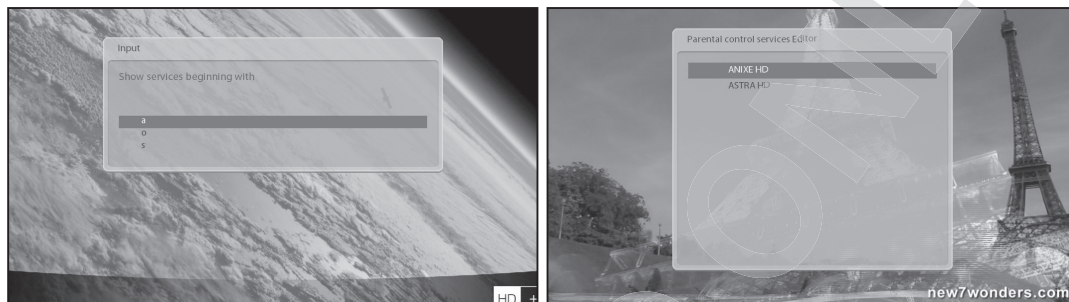 Input
Show services beginning with
a
o
s
HD +
Parental control services Editor
ANIXE HD
ASTRA HD
new7wonders.com